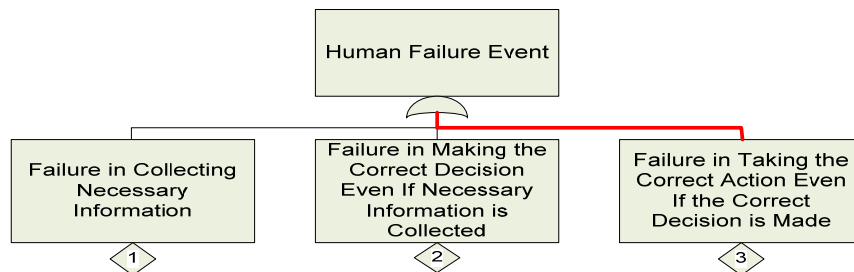 Human Failure Event
Failure in Collecting
Necessary
Information
Failure in Making the
Correct Decision
Even If Necessary
Information is
Collected
Failure in Taking the
Correct Action Even
If the Correct
Decision is Made
1
2
3